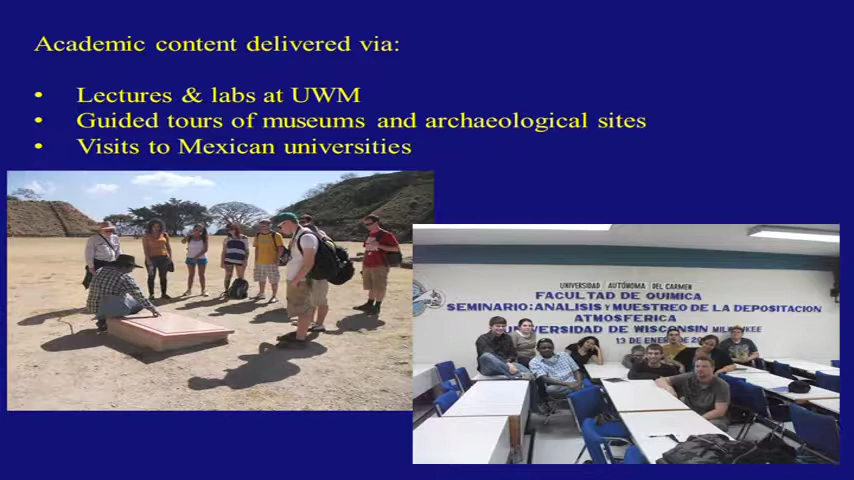 Academic content delivered via:
• Lectures & labs at UWM
• Guided tours of museums and archaeological sites
• Visits to Mexican universities
UNIVERSIDAD AUTÓNOMA DEL CARMEN
FACULTAD DE QUIMICA
SEMINARIO: ANALISIS Y MUESTREO DE LA DEPOSITACION
ATMOSFERICA
UNIVERSIDAD DE WISCONSIN MILWAUKEE
13 DE ENERO DE